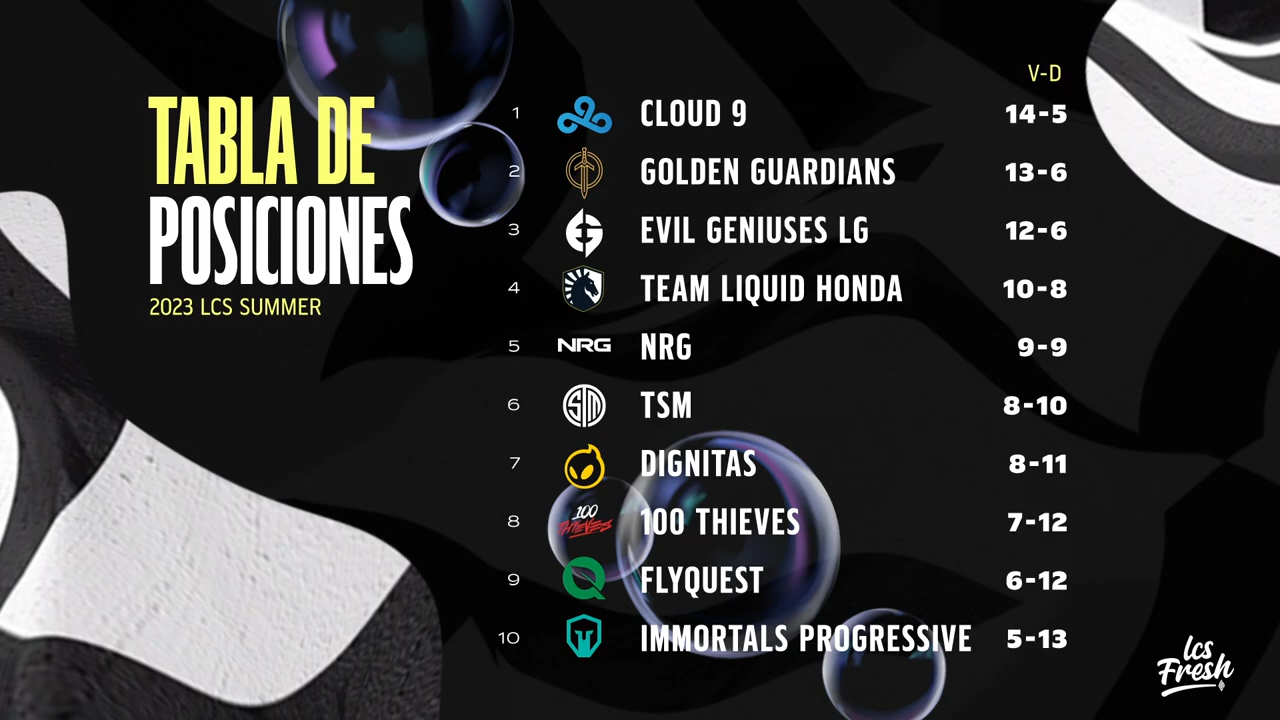 TABLA DE
POSICIONES
2023 LCS SUMMER
V-D
1 CLOUD 9 14-5
2 GOLDEN GUARDIANS 13-6
3 EVIL GENIUSES LG 12-6
4 TEAM LIQUID HONDA 10-8
5 NRG NRG 9-9
6 TSM TSM 8-10
7 DIGNITAS 8-11
8 100 THIEVES 100 THIEVES 7-12
9 FLYQUEST 6-12
10 IMMORTALS PROGRESSIVE 5-13
lcs
Fresh